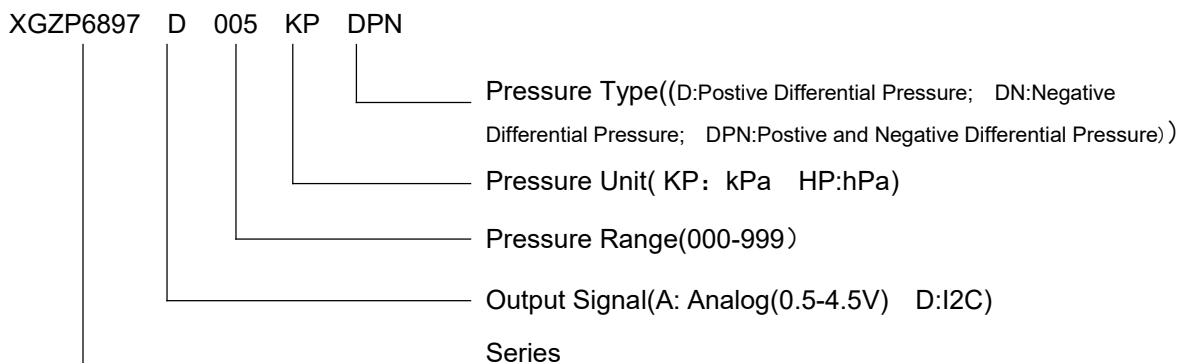 XGZP6897 D 005 KP DPN
Pressure Type((D:Postive Differential Pressure; DN:Negative
Differential Pressure; DPN:Postive and Negative Differential Pressure））
Pressure Unit( KP：kPa HP:hPa)
Pressure Range(000-999）
Output Signal(A: Analog(0.5-4.5V) D:I2C)
Series